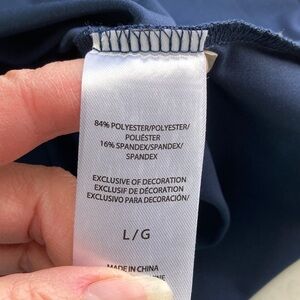 84% POLYESTER/POLYESTER/
POLIÉSTER
16% SPANDEX/SPANDEX/
SPANDEX
EXCLUSIVE OF DECORATION
EXCLUSIF DE DÉCORATION
EXCLUSIVO PARA DECORACIÓN/
L/G
MADE IN CHINA